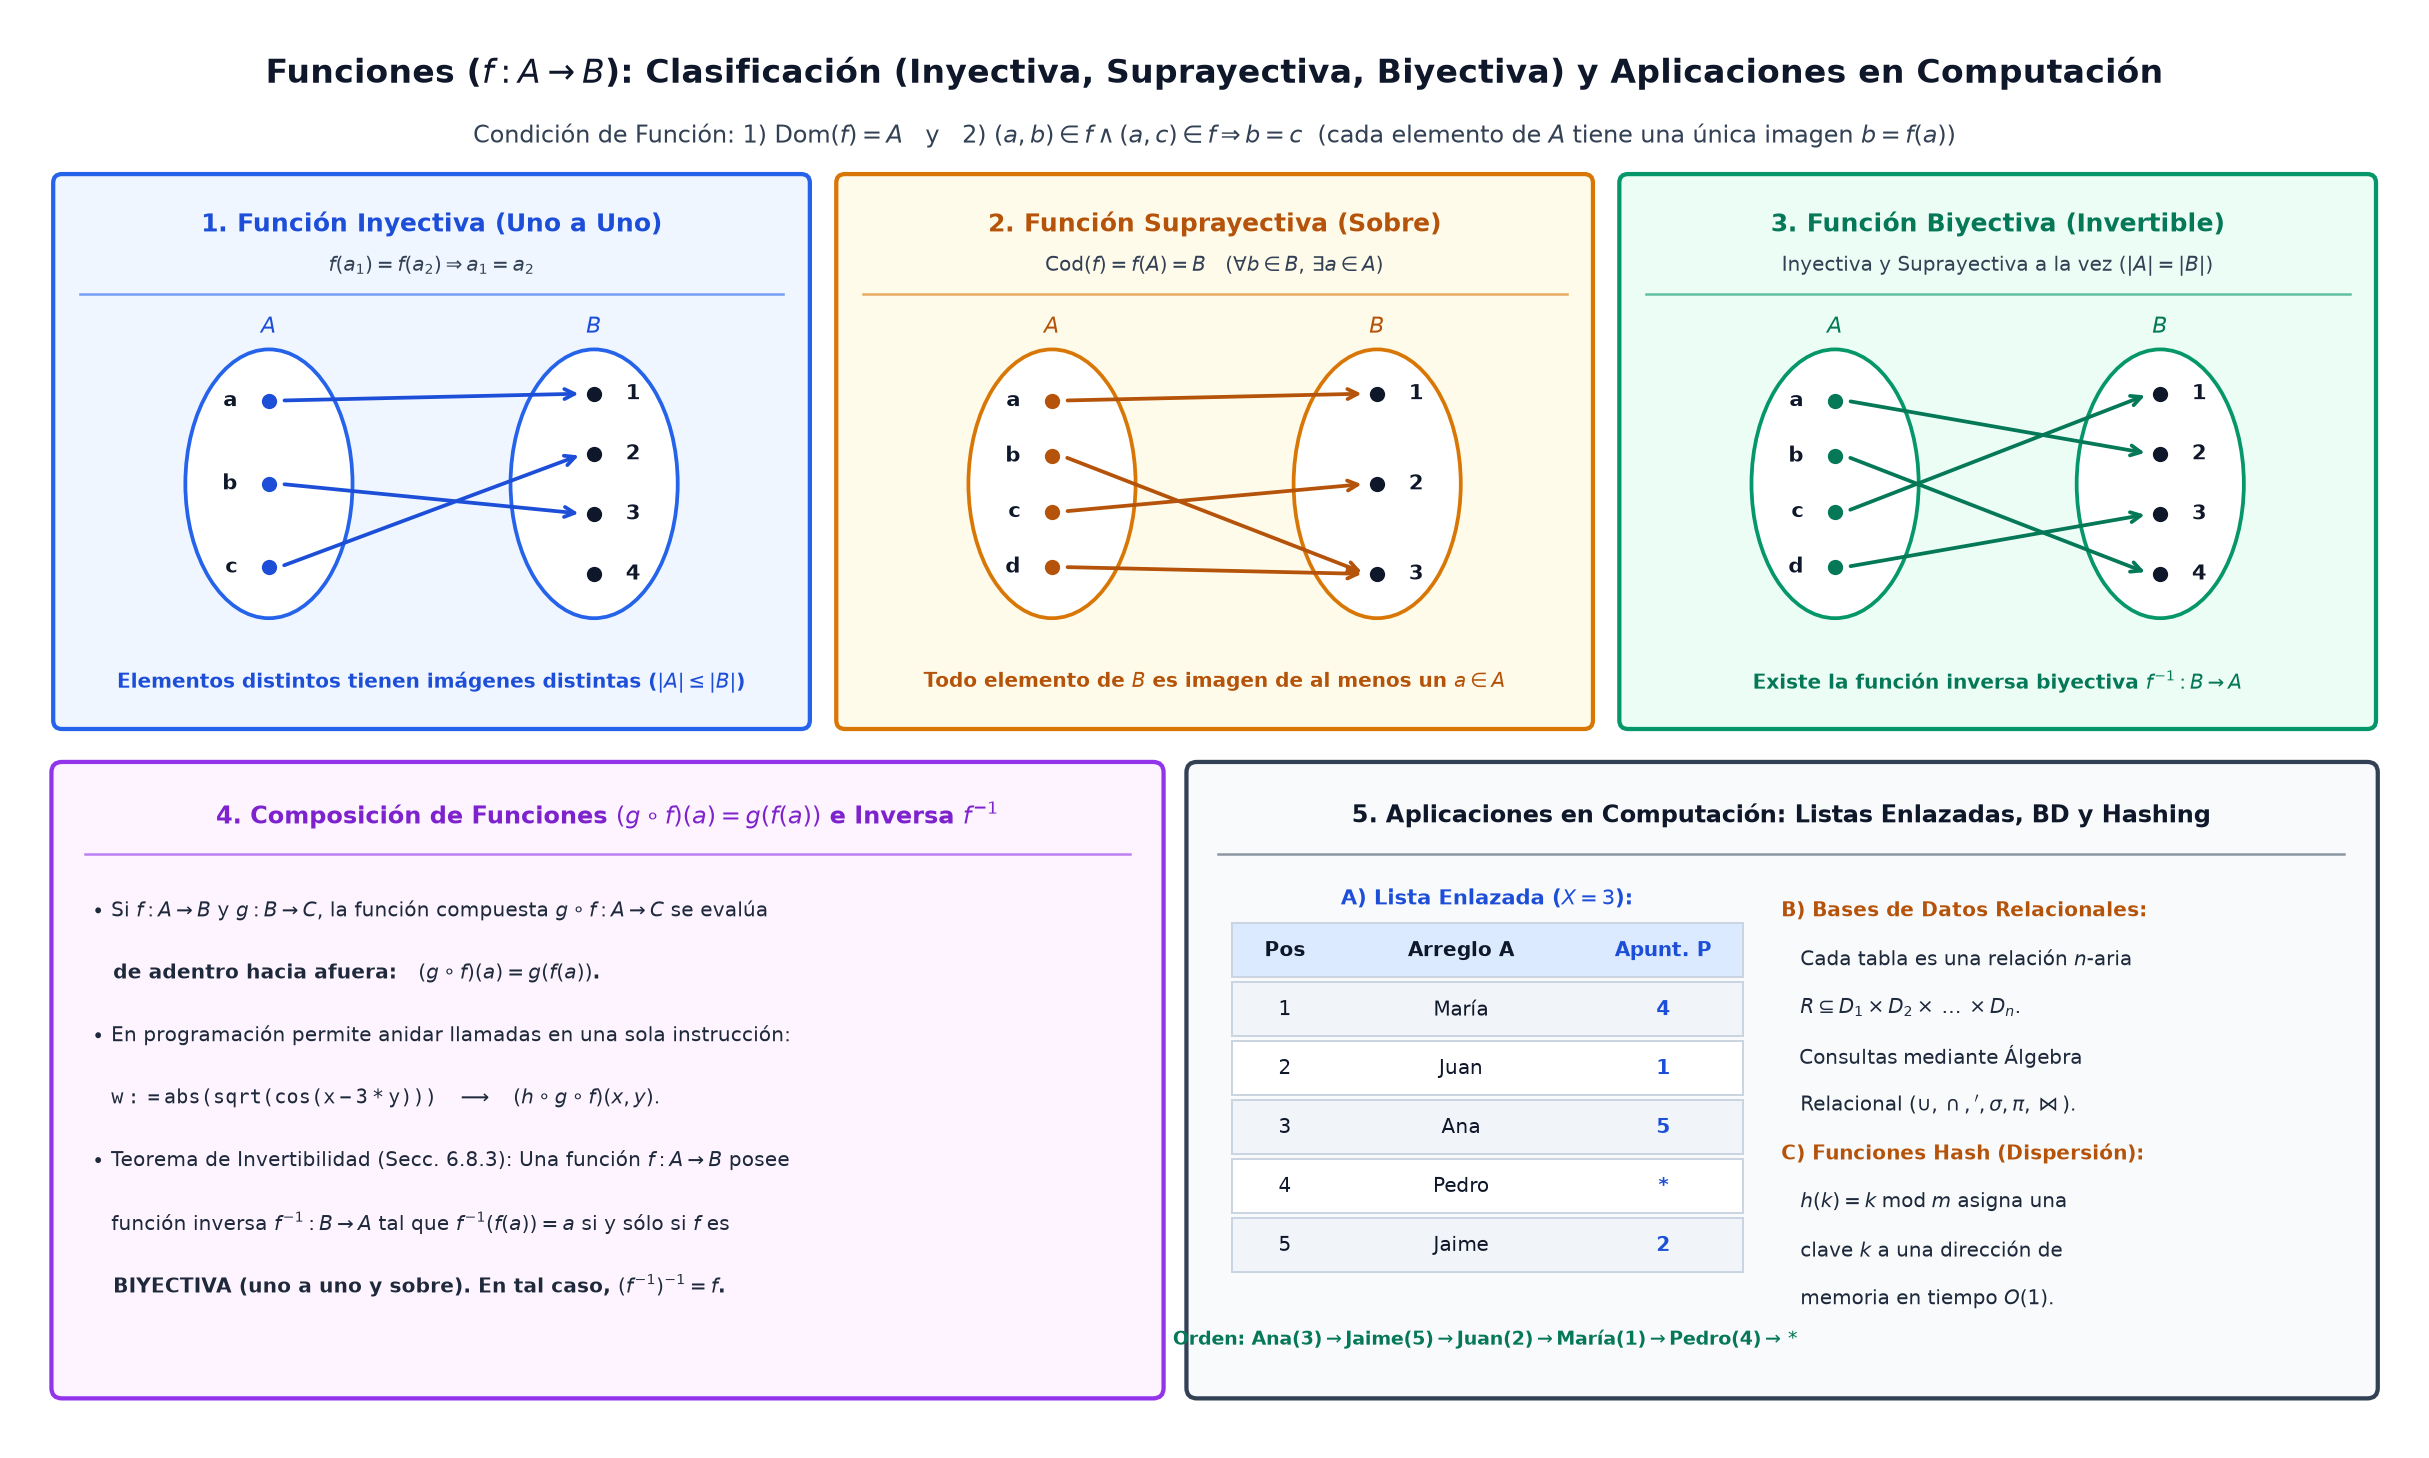 Funciones (f : A → B): Clasificación (Inyectiva, Suprayectiva, Biyectiva) y Aplicaciones en Computación
Condición de Función: 1) Dom(f) = A   y   2) (a, b) ∈ f ∧ (a, c) ∈ f ⇒ b = c  (cada elemento de A tiene una única imagen b = f(a))
1. Función Inyectiva (Uno a Uno)
f(a₁) = f(a₂) ⇒ a₁ = a₂
A B
a 1
2
b 3
c 4
Elementos distintos tienen imágenes distintas (|A| ≤ |B|)
2. Función Suprayectiva (Sobre)
Cod(f) = f(A) = B   (∀b ∈ B, ∃a ∈ A)
A B
a 1
b
c 2
d 3
Todo elemento de B es imagen de al menos un a ∈ A
3. Función Biyectiva (Invertible)
Inyectiva y Suprayectiva a la vez (|A| = |B|)
A B
a 1
b 2
c 3
d 4
Existe la función inversa biyectiva f⁻¹ : B → A
4. Composición de Funciones (g ∘ f)(a) = g(f(a)) e Inversa f⁻¹
• Si f : A → B y g : B → C, la función compuesta g ∘ f : A → C se evalúa
de adentro hacia afuera:   (g ∘ f)(a) = g(f(a)).
• En programación permite anidar llamadas en una sola instrucción:
w := abs(sqrt(cos(x − 3 * y)))   ⟶   (h ∘ g ∘ f)(x, y).
• Teorema de Invertibilidad (Secc. 6.8.3): Una función f : A → B posee
función inversa f⁻¹ : B → A tal que f⁻¹(f(a)) = a si y sólo si f es
BIYECTIVA (uno a uno y sobre). En tal caso, (f⁻¹)⁻¹ = f.
5. Aplicaciones en Computación: Listas Enlazadas, BD y Hashing
A) Lista Enlazada (X = 3):
Pos Arreglo A Apunt. P
1 María 4
2 Juan 1
3 Ana 5
4 Pedro *
5 Jaime 2
Orden: Ana(3) → Jaime(5) → Juan(2) → María(1) → Pedro(4) → *
B) Bases de Datos Relacionales:
Cada tabla es una relación n-aria
R ⊆ D₁ × D₂ × … × Dₙ.
Consultas mediante Álgebra
Relacional (∪, ∩, ′, σ, π, ⋈).
C) Funciones Hash (Dispersión):
h(k) = k mod m asigna una
clave k a una dirección de
memoria en tiempo O(1).